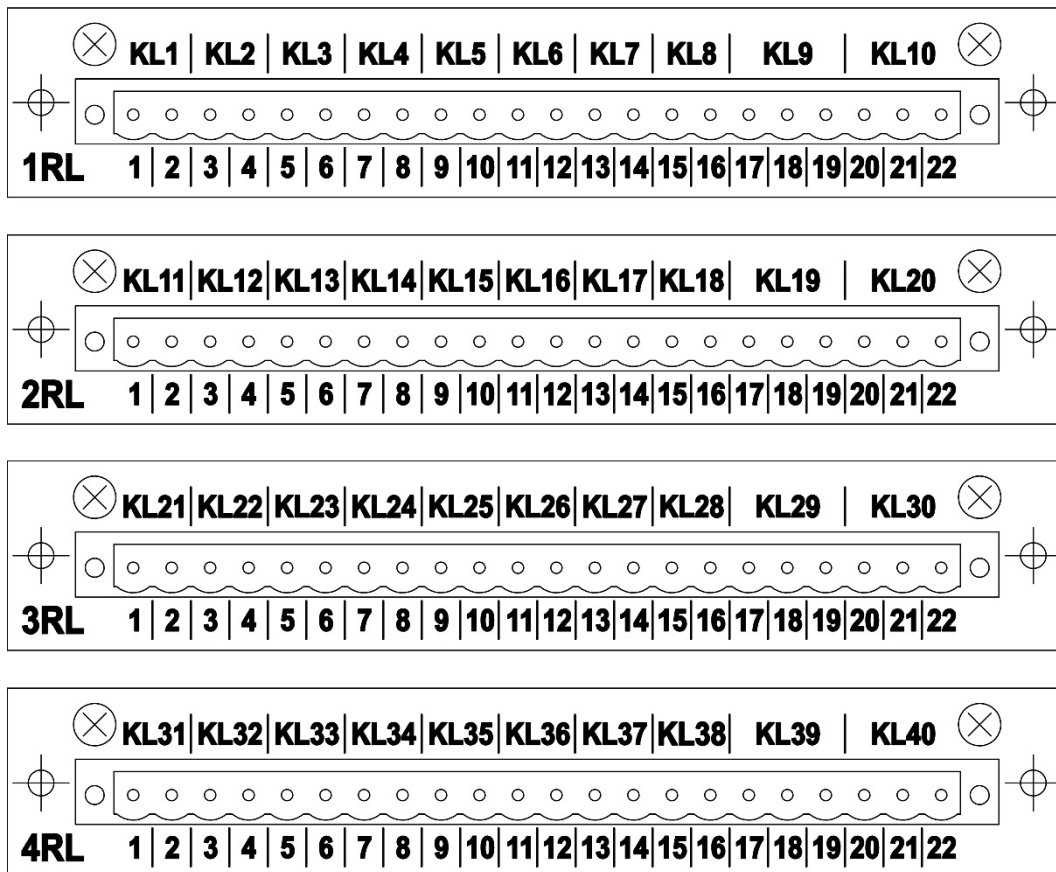 KL1 | KL2 | KL3 | KL4 | KL5 | KL6 | KL7 | KL8 | KL9 | KL10
1RL 1 | 2 | 3 | 4 | 5 | 6 | 7 | 8 | 9 | 10 | 11 | 12 | 13 | 14 | 15 | 16 | 17 | 18 | 19 | 20 | 21 | 22
KL11 | KL12 | KL13 | KL14 | KL15 | KL16 | KL17 | KL18 | KL19 | KL20
2RL 1 | 2 | 3 | 4 | 5 | 6 | 7 | 8 | 9 | 10 | 11 | 12 | 13 | 14 | 15 | 16 | 17 | 18 | 19 | 20 | 21 | 22
KL21 | KL22 | KL23 | KL24 | KL25 | KL26 | KL27 | KL28 | KL29 | KL30
3RL 1 | 2 | 3 | 4 | 5 | 6 | 7 | 8 | 9 | 10 | 11 | 12 | 13 | 14 | 15 | 16 | 17 | 18 | 19 | 20 | 21 | 22
KL31 | KL32 | KL33 | KL34 | KL35 | KL36 | KL37 | KL38 | KL39 | KL40
4RL 1 | 2 | 3 | 4 | 5 | 6 | 7 | 8 | 9 | 10 | 11 | 12 | 13 | 14 | 15 | 16 | 17 | 18 | 19 | 20 | 21 | 22